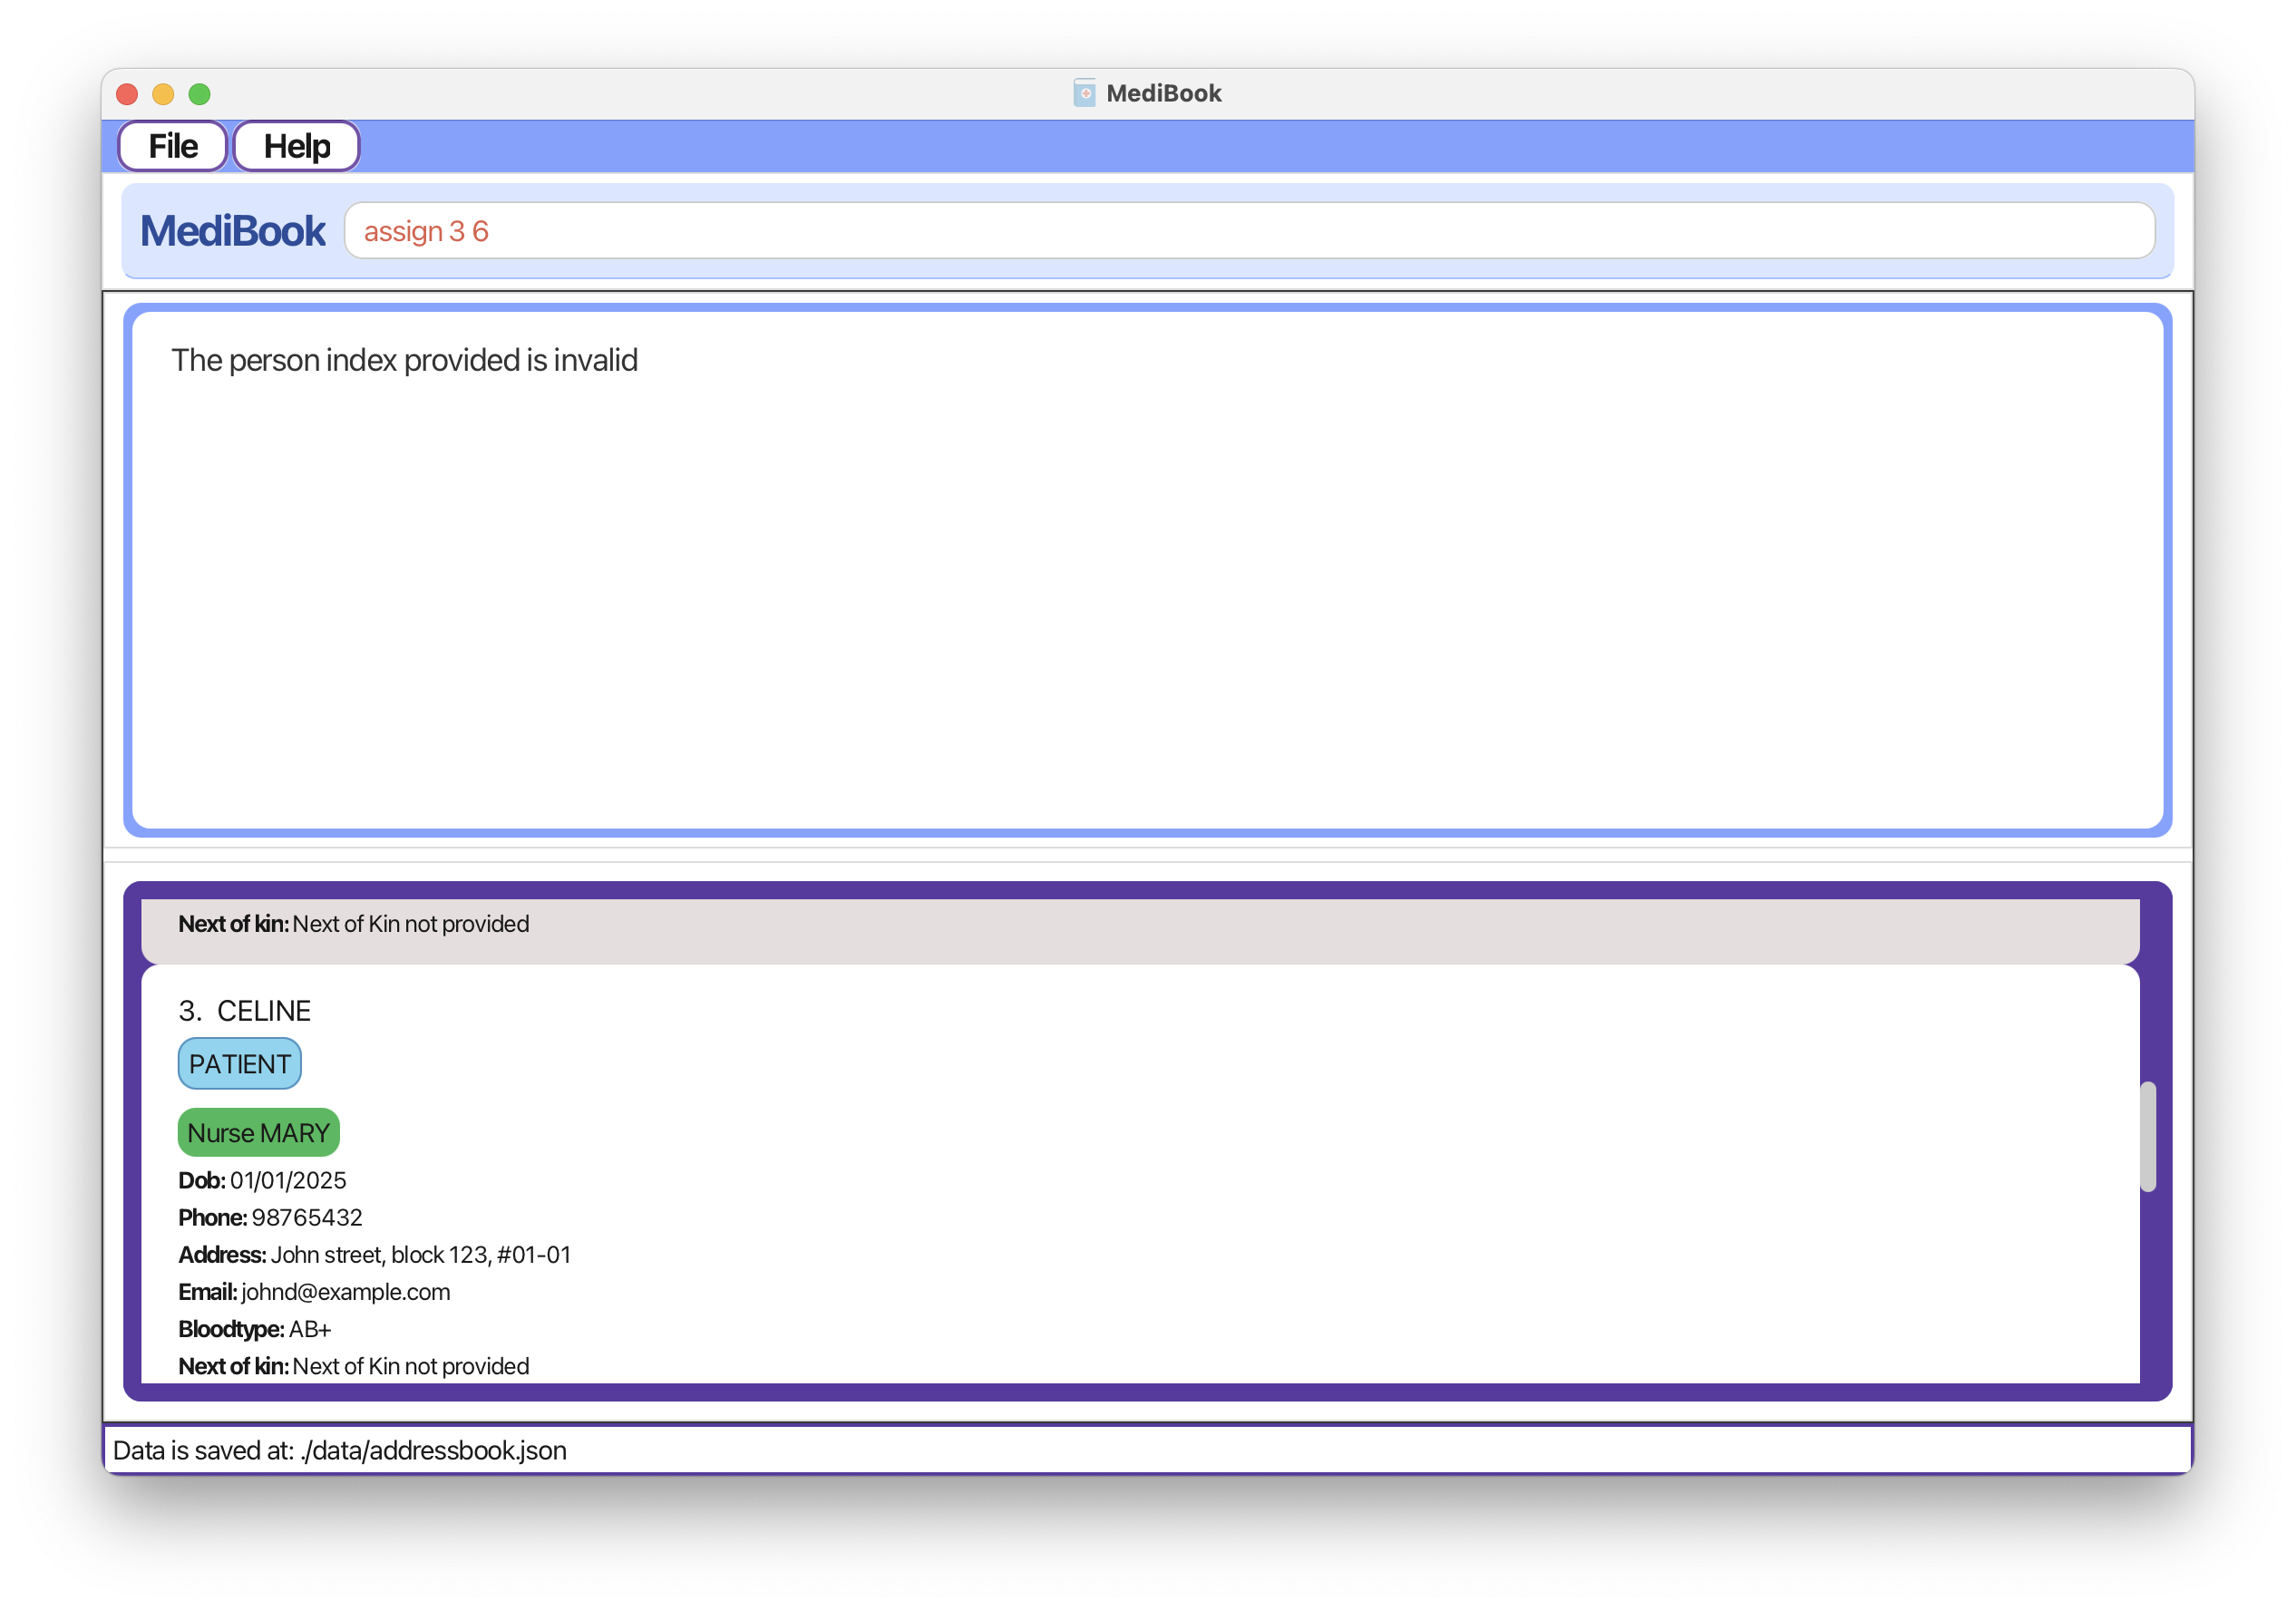 MediBook
File Help
MediBook assign 3 6
The person index provided is invalid
Next of kin: Next of Kin not provided
3. CELINE
PATIENT
Nurse MARY
Dob: 01/01/2025
Phone: 98765432
Address: John street, block 123, #01-01
Email: johnd@example.com
Bloodtype: AB+
Next of kin: Next of Kin not provided
Data is saved at: ./data/addressbook.json